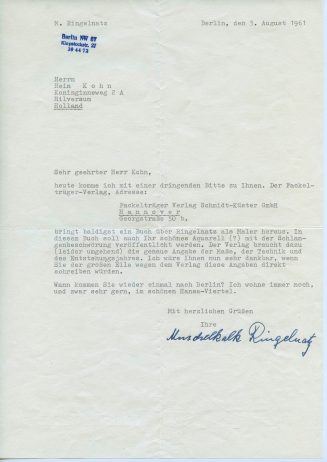 M. Ringelnatz Berlin, den 3. August 1961
Berlin NW 87
39 44 73
Herrn
Hein K o h n
Koninginneweg 2 A
Hilversum
Holland
Sehr geehrter Herr Kohn,
heute komme ich mit einer dringenden Bitte zu Ihnen. Der Fackel-
träger-Verlag, Adresse:
Fackelträger Verlag Schmidt-Küster GmbH
H a n n o v e r
Georgstraße 50 b,
bringt baldigst ein Buch über Ringelnatz als Maler heraus. In
diesem Buch soll auch Ihr schönes Aquarell (?) mit der Schlan-
genbeschwörung veröffentlicht werden. Der Verlag braucht dazu
(leider umgehend) die genaue Angabe der Maße, der Technik und
des Entstehungsjahres. Ich wäre Ihnen nun sehr dankbar, wenn
Sie der großen Eile wegen dem Verlag diese Angaben direkt
schreiben würden.
Wann kommen Sie wieder einmal nach Berlin? Ich wohne immer noch,
und zwar sehr gern, im schönen Hansa-Viertel.
Mit herzlichen Grüßen
Ihre
Muschelkalk Ringelnatz